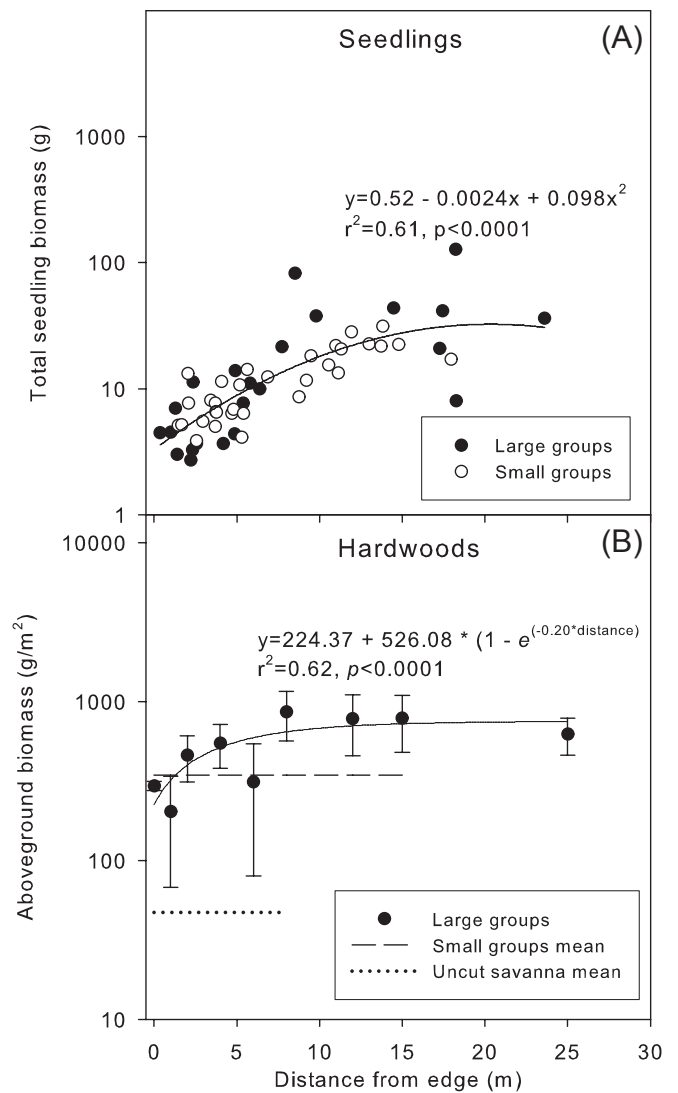 Seedlings
(A)
Total seedling biomass (g)
1000
100
10
1
y=0.52 - 0.0024x + 0.098x²
r²=0.61, p<0.0001
Large groups
Small groups
Hardwoods
(B)
Aboveground biomass (g/m²)
10000
1000
100
10
y=224.37 + 526.08 * (1 - e^(-0.20*distance)
r²=0.62, p<0.0001
Large groups
Small groups mean
Uncut savanna mean
0 5 10 15 20 25 30
Distance from edge (m)